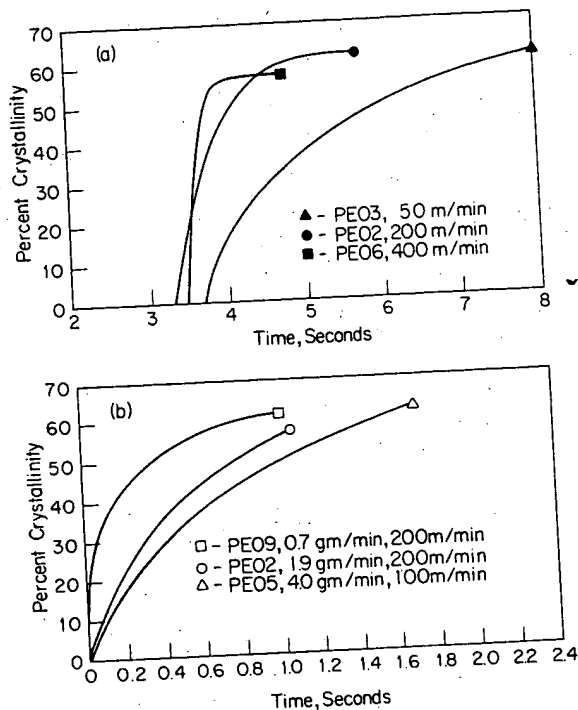 70
(a)
60
50
40
30
20
10
0
Percent Crystallinity
▲ - PE03, 50 m/min
● - PE02, 200 m/min
■ - PE06, 400 m/min
2 3 4 5 6 7 8
Time, Seconds
70
(b)
60
50
40
30
20
10
0
Percent Crystallinity
□ - PE09, 0.7 gm/min, 200m/min
○ - PE02, 1.9 gm/min, 200m/min
△ - PE05, 4.0 gm/min, 100m/min
0 0.2 0.4 0.6 0.8 1.0 1.2 1.4 1.6 1.8 2.0 2.2 2.4
Time, Seconds